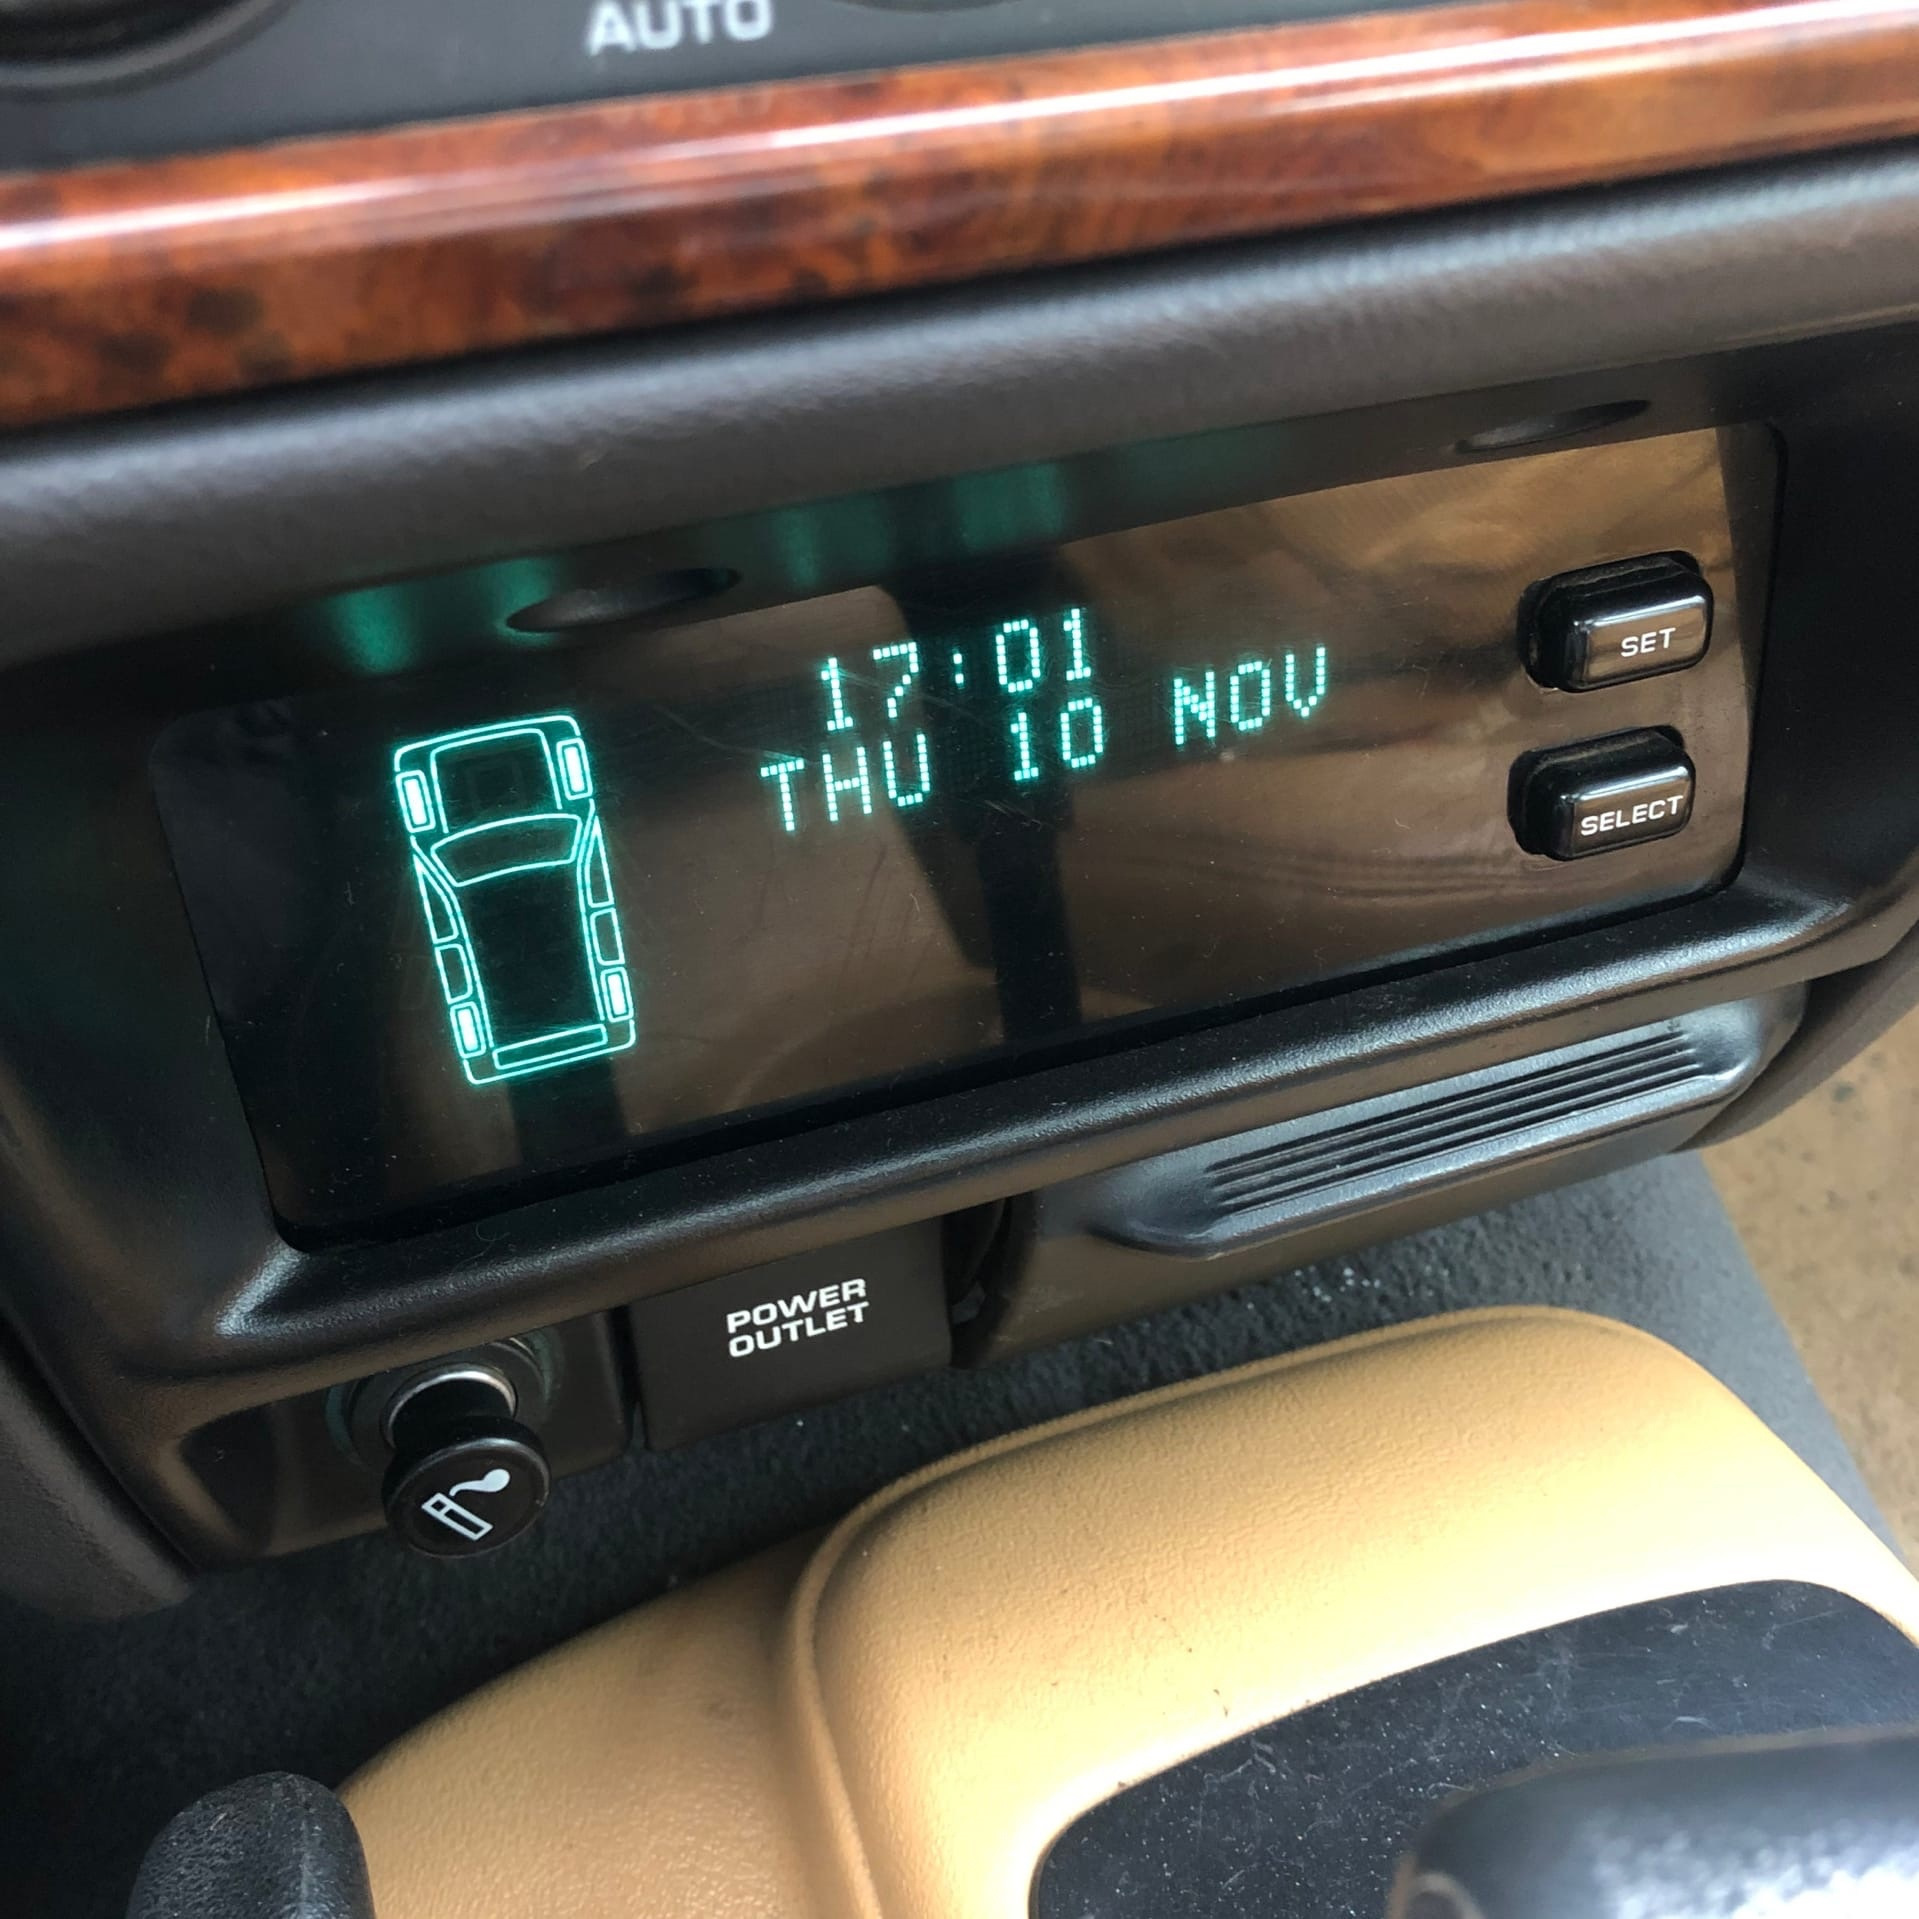 AUTO
17:01
THU 10 NOV
SET
SELECT
POWER
OUTLET